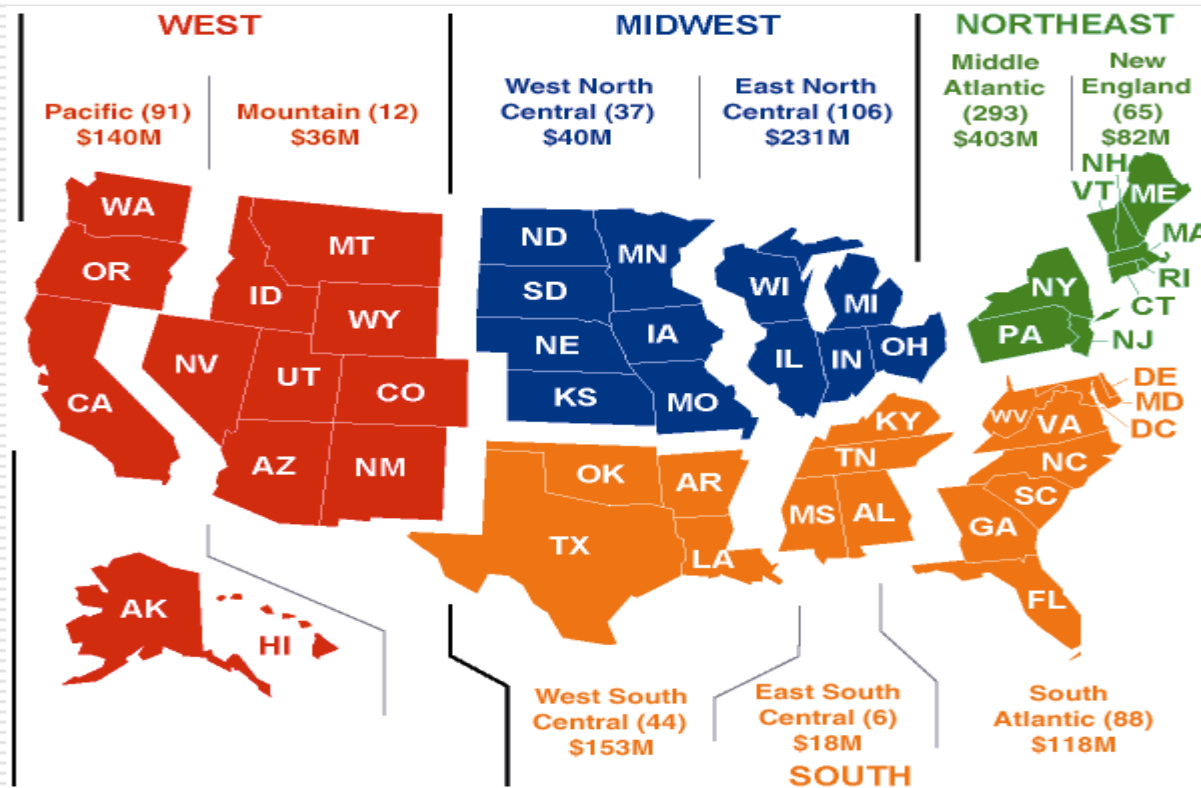 WEST
MIDWEST
NORTHEAST
Pacific (91)
$140M
Mountain (12)
$36M
West North
Central (37)
$40M
East North
Central (106)
$231M
Middle
Atlantic
(293)
$403M
New
England
(65)
$82M
WA
OR
CA
NV
ID
MT
WY
UT
CO
AZ
NM
AK
HI
ND
SD
NE
KS
MN
IA
MO
WI
MI
IL
IN
OH
NH
VT
ME
MA
RI
CT
NY
PA
NJ
DE
MD
DC
WV
VA
NC
SC
GA
FL
KY
TN
MS
AL
OK
AR
TX
LA
West South
Central (44)
$153M
East South
Central (6)
$18M
South
Atlantic (88)
$118M
SOUTH